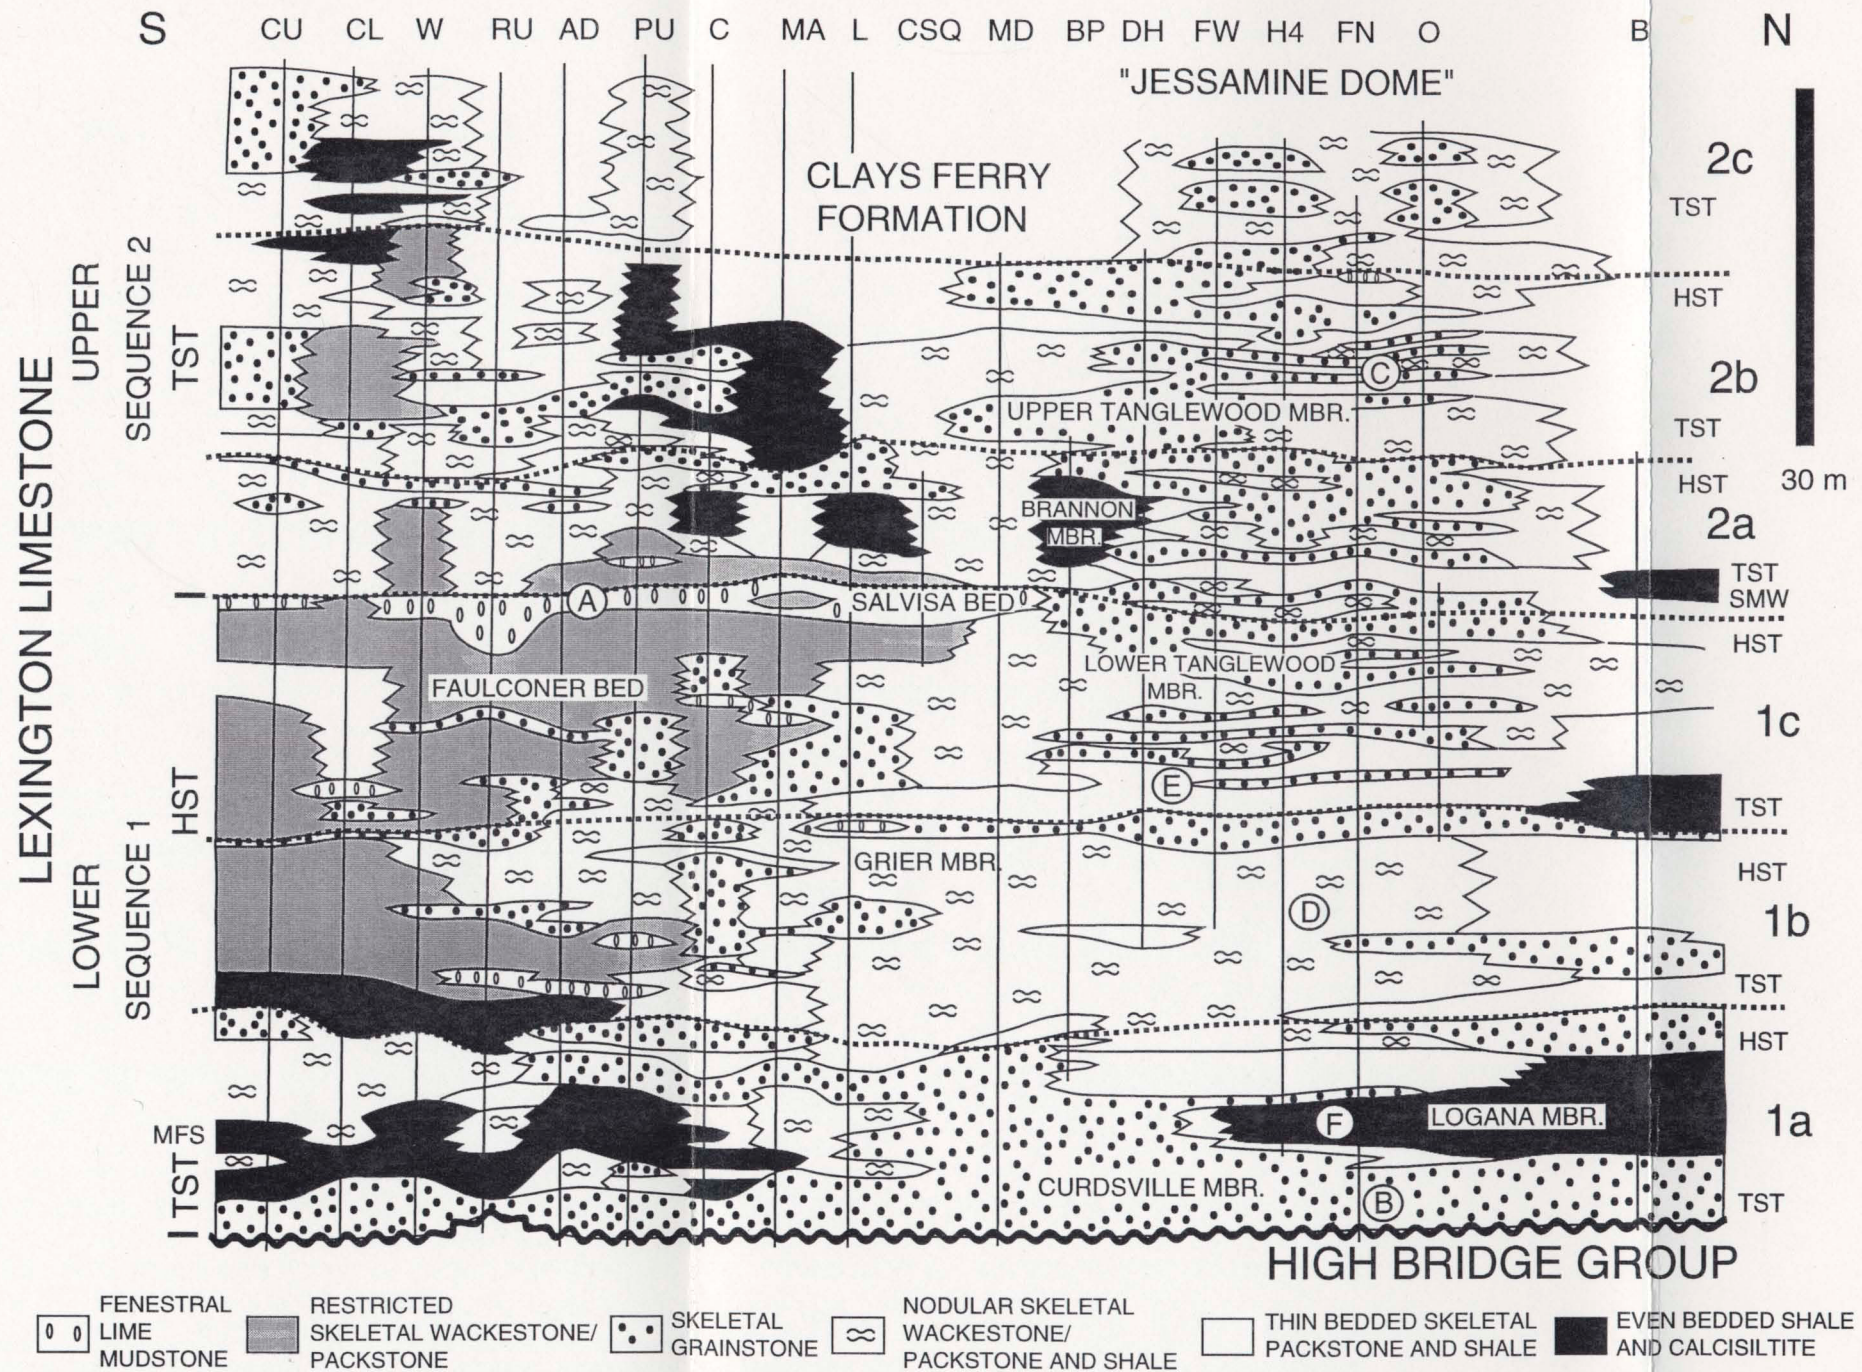 S CU CL W RU AD PU C MA L CSQ MD BP DH FW H4 FN O B N
"JESSAMINE DOME"
CLAYS FERRY
FORMATION
2c
TST
HST
2b
TST
HST
2a
TST
SMW
HST
1c
TST
HST
1b
TST
HST
1a
TST
30 m
LEXINGTON LIMESTONE
UPPER
SEQUENCE 2
TST
LOWER
SEQUENCE 1
HST
MFS
TST
C
UPPER TANGLEWOOD MBR.
BRANNON
MBR.
A
SALVISA BED
LOWER TANGLEWOOD
MBR.
FAULCONER BED
E
GRIER MBR.
D
F
LOGANA MBR.
CURDSVILLE MBR.
B
HIGH BRIDGE GROUP
FENESTRAL
LIME
MUDSTONE
RESTRICTED
SKELETAL WACKESTONE/
PACKSTONE
SKELETAL
GRAINSTONE
NODULAR SKELETAL
WACKESTONE/
PACKSTONE AND SHALE
THIN BEDDED SKELETAL
PACKSTONE AND SHALE
EVEN BEDDED SHALE
AND CALCISILTITE